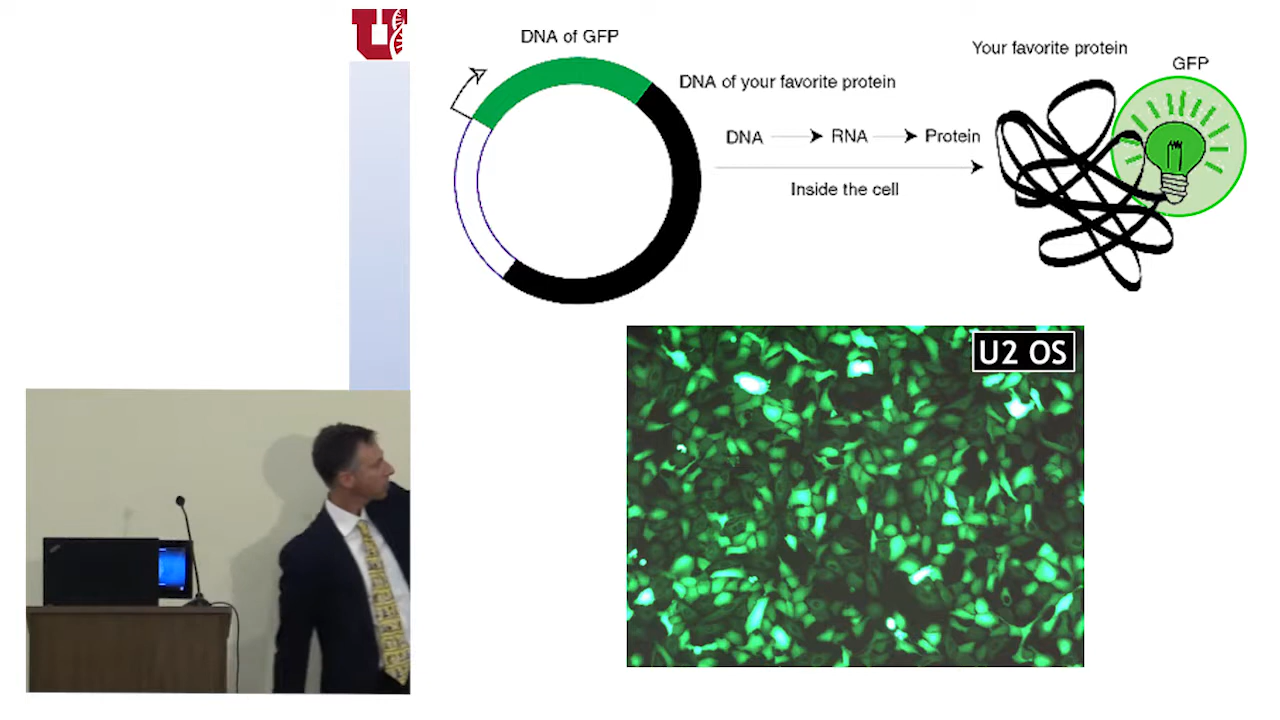 U
DNA of GFP
DNA of your favorite protein
DNA
RNA
Protein
Inside the cell
Your favorite protein
GFP
U2 OS